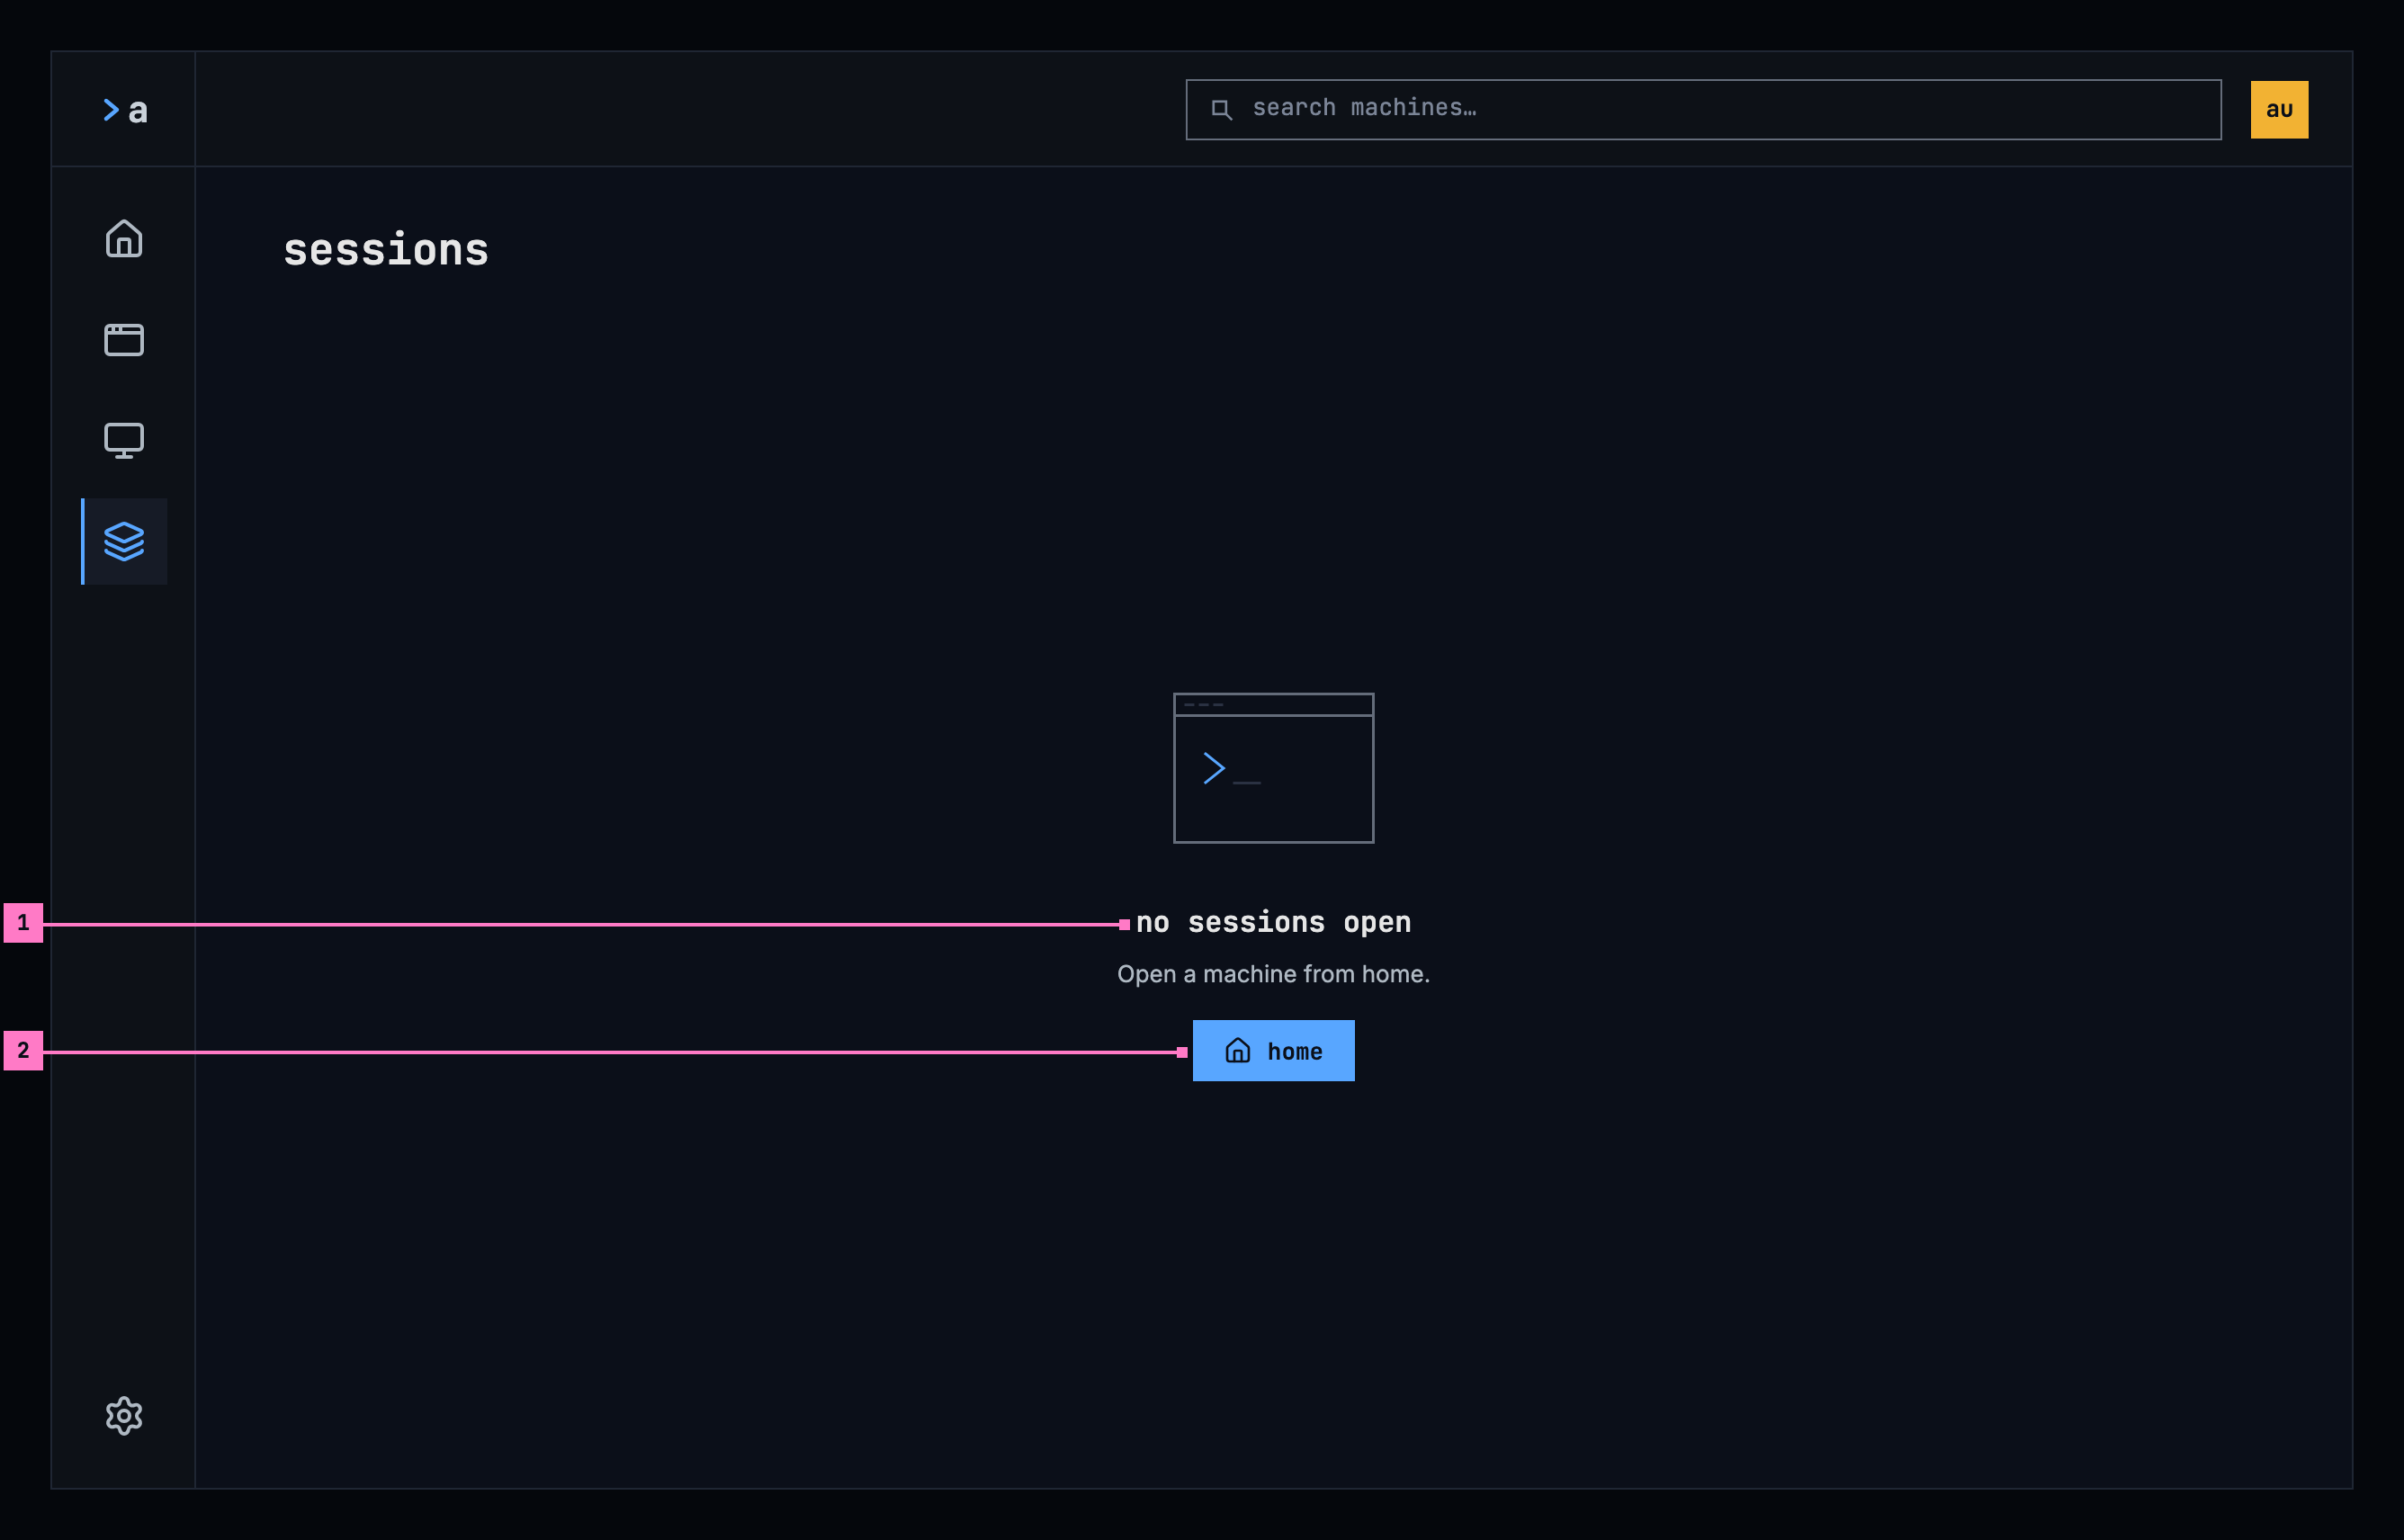 >a
search machines…
au
sessions
>_
1
no sessions open
Open a machine from home.
2
home